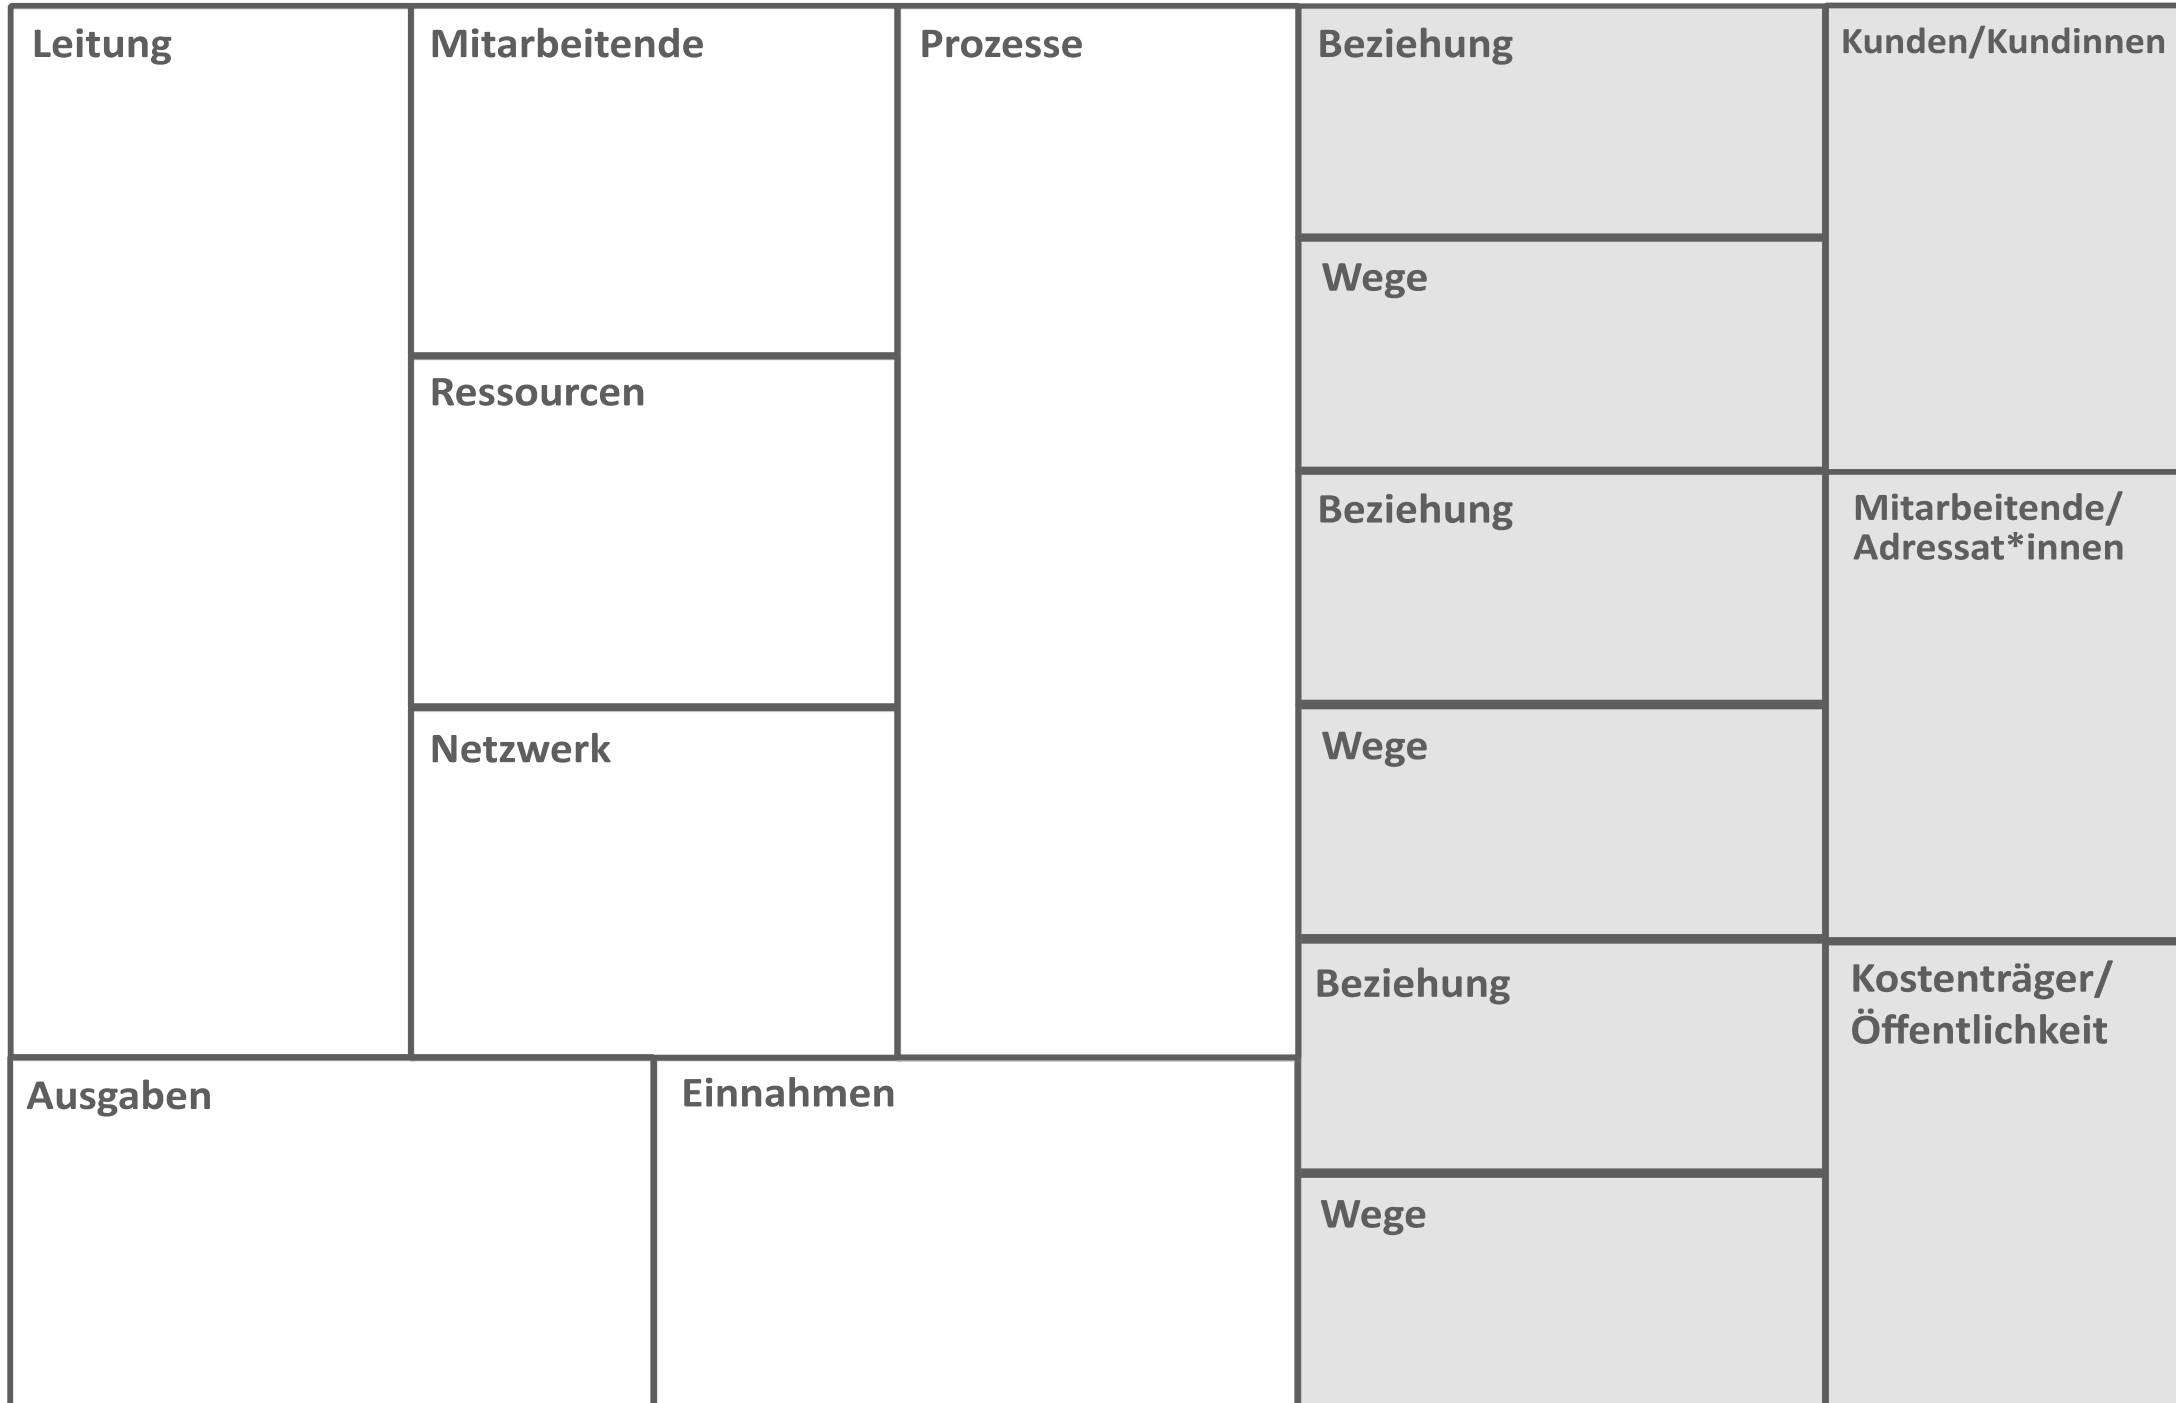 Leitung
Mitarbeitende
Prozesse
Beziehung
Kunden/Kundinnen
Wege
Ressourcen
Beziehung
Mitarbeitende/
Adressat*innen
Netzwerk
Wege
Beziehung
Kostenträger/
Öffentlichkeit
Ausgaben
Einnahmen
Wege